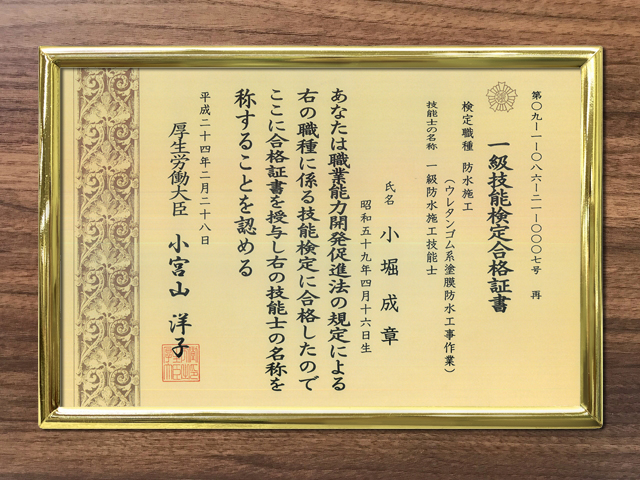 第〇九-一-〇八六-二一-〇〇〇七号 再
一級技能検定合格証書
検定職種 防水施工
(ウレタンゴム系塗膜防水工事作業)
技能士の名称 一級防水施工技能士
氏名 小堀成章
昭和五十九年四月十六日生
あなたは職業能力開発促進法の規定による
右の職種に係る技能検定に合格したので
ここに合格証書を授与し右の技能士の名称を
称することを認める
平成二十四年二月二十八日
厚生労働大臣 小宮山 洋子